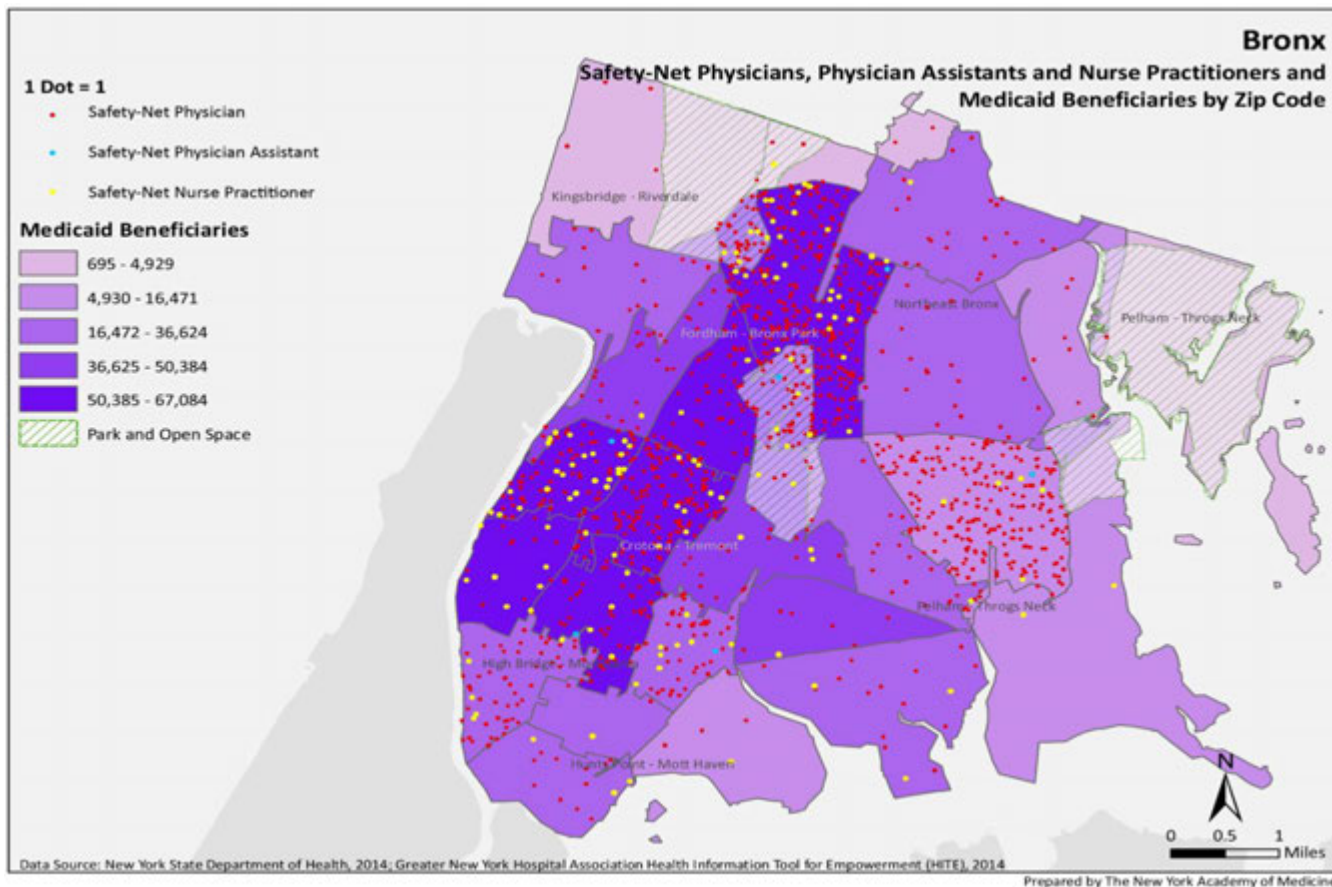 Bronx
Safety-Net Physicians, Physician Assistants and Nurse Practitioners and
Medicaid Beneficiaries by Zip Code
1 Dot = 1
Safety-Net Physician
Safety-Net Physician Assistant
Safety-Net Nurse Practitioner
Medicaid Beneficiaries
695 - 4,929
4,930 - 16,471
16,472 - 36,624
36,625 - 50,384
50,385 - 67,084
Park and Open Space
Kingsbridge - Riverdale
Northeast Bronx
Pelham - Throgs Neck
Fordham - Bronx Park
Crotona - Tremont
Pelham - Throgs Neck
High Bridge -
Hunts Point - Mott Haven
N
0 0.5 1
Miles
Data Source: New York State Department of Health, 2014; Greater New York Hospital Association Health Information Tool for Empowerment (HITE), 2014
Prepared by The New York Academy of Medicine